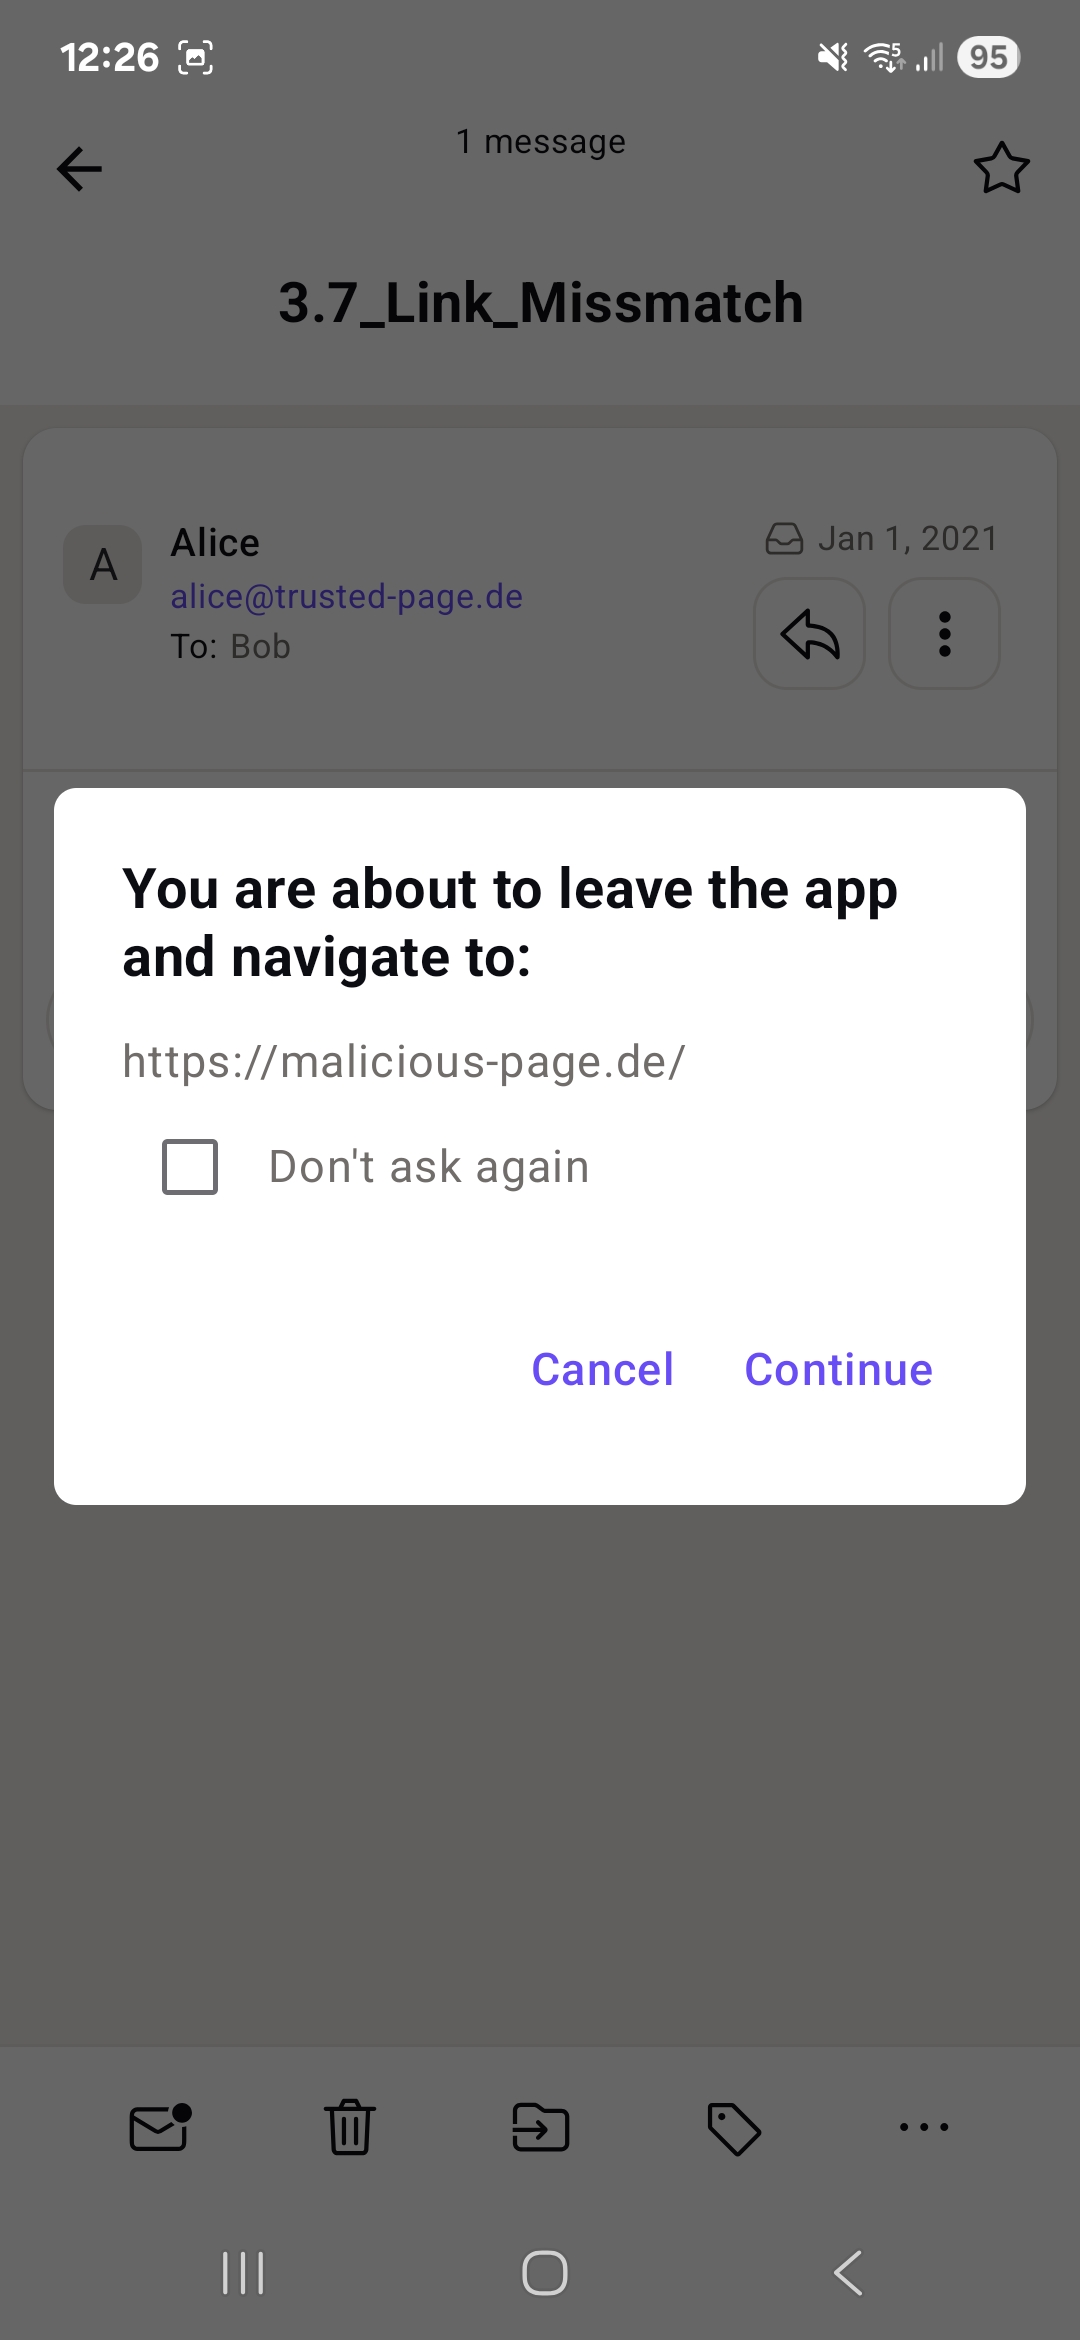 12:26
5
95
1 message
3.7_Link_Missmatch
A
Alice
Jan 1, 2021
alice@trusted-page.de
To: Bob
You are about to leave the app
and navigate to:
https://malicious-page.de/
Don't ask again
Cancel Continue